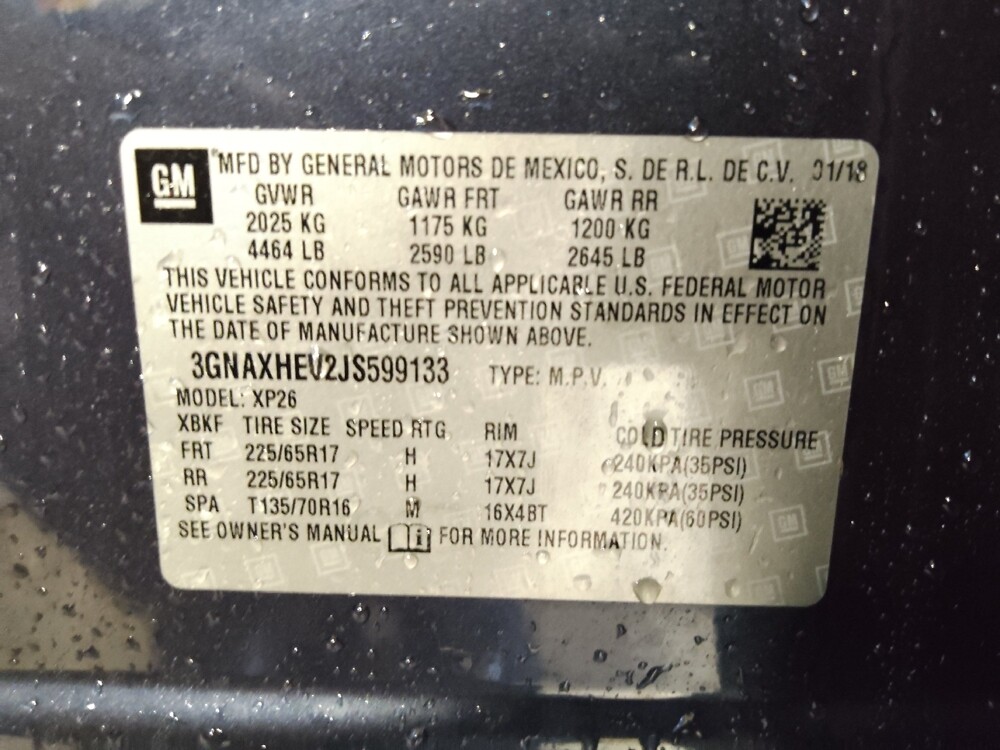 GM MFD BY GENERAL MOTORS DE MEXICO, S. DE R.L. DE C.V. 01/18
GVWR GAWR FRT GAWR RR
2025 KG 1175 KG 1200 KG
4464 LB 2590 LB 2645 LB
THIS VEHICLE CONFORMS TO ALL APPLICABLE U.S. FEDERAL MOTOR
VEHICLE SAFETY AND THEFT PREVENTION STANDARDS IN EFFECT ON
THE DATE OF MANUFACTURE SHOWN ABOVE.
3GNAXHEV2JS599133 TYPE: M.P.V.
MODEL: XP26
XBKF TIRE SIZE SPEED RTG RIM COLD TIRE PRESSURE
FRT 225/65R17 H 17X7J 240KPA(35PSI)
RR 225/65R17 H 17X7J 240KPA(35PSI)
SPA T135/70R16 M 16X4BT 420KPA(60PSI)
SEE OWNER'S MANUAL i FOR MORE INFORMATION.